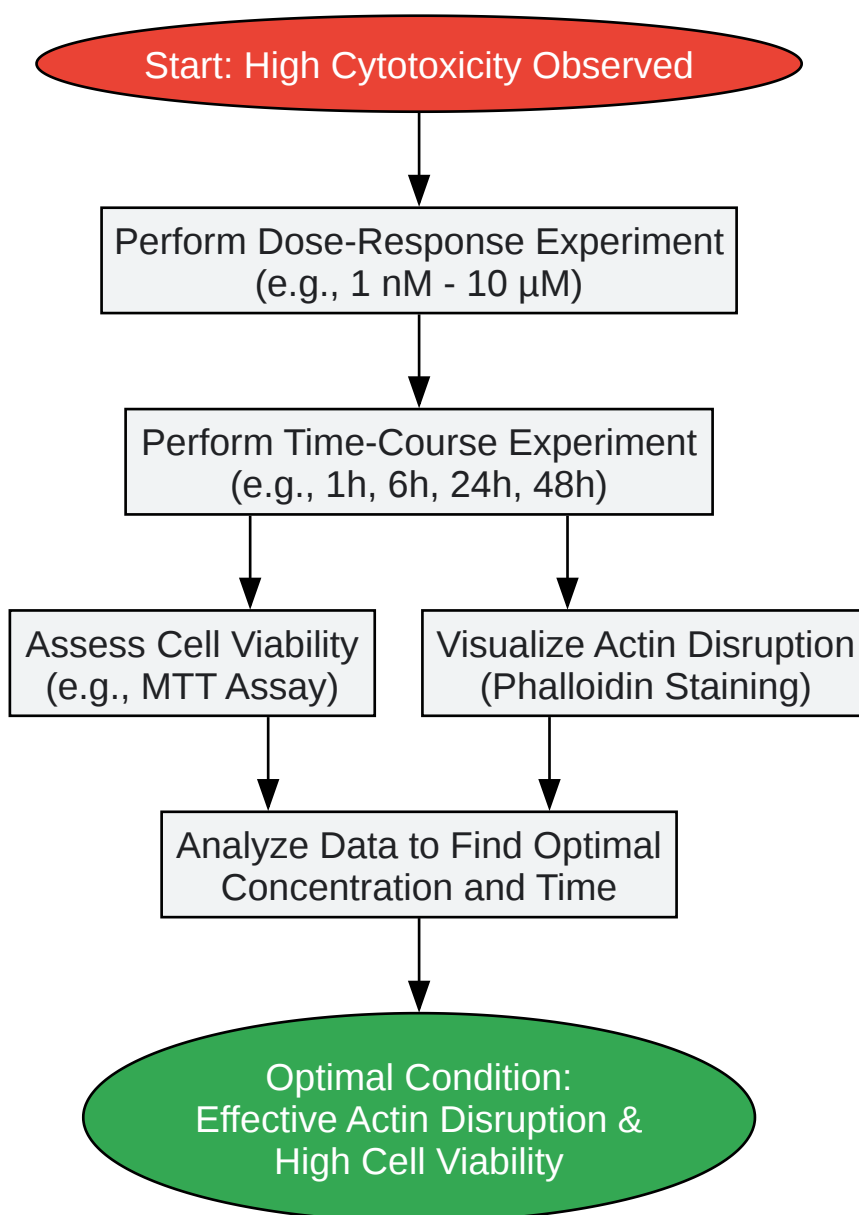 Start: High Cytotoxicity Observed
Perform Dose-Response Experiment
(e.g., 1 nM - 10 µM)
Perform Time-Course Experiment
(e.g., 1h, 6h, 24h, 48h)
Assess Cell Viability
(e.g., MTT Assay)
Visualize Actin Disruption
(Phalloidin Staining)
Analyze Data to Find Optimal
Concentration and Time
Optimal Condition:
Effective Actin Disruption &
High Cell Viability